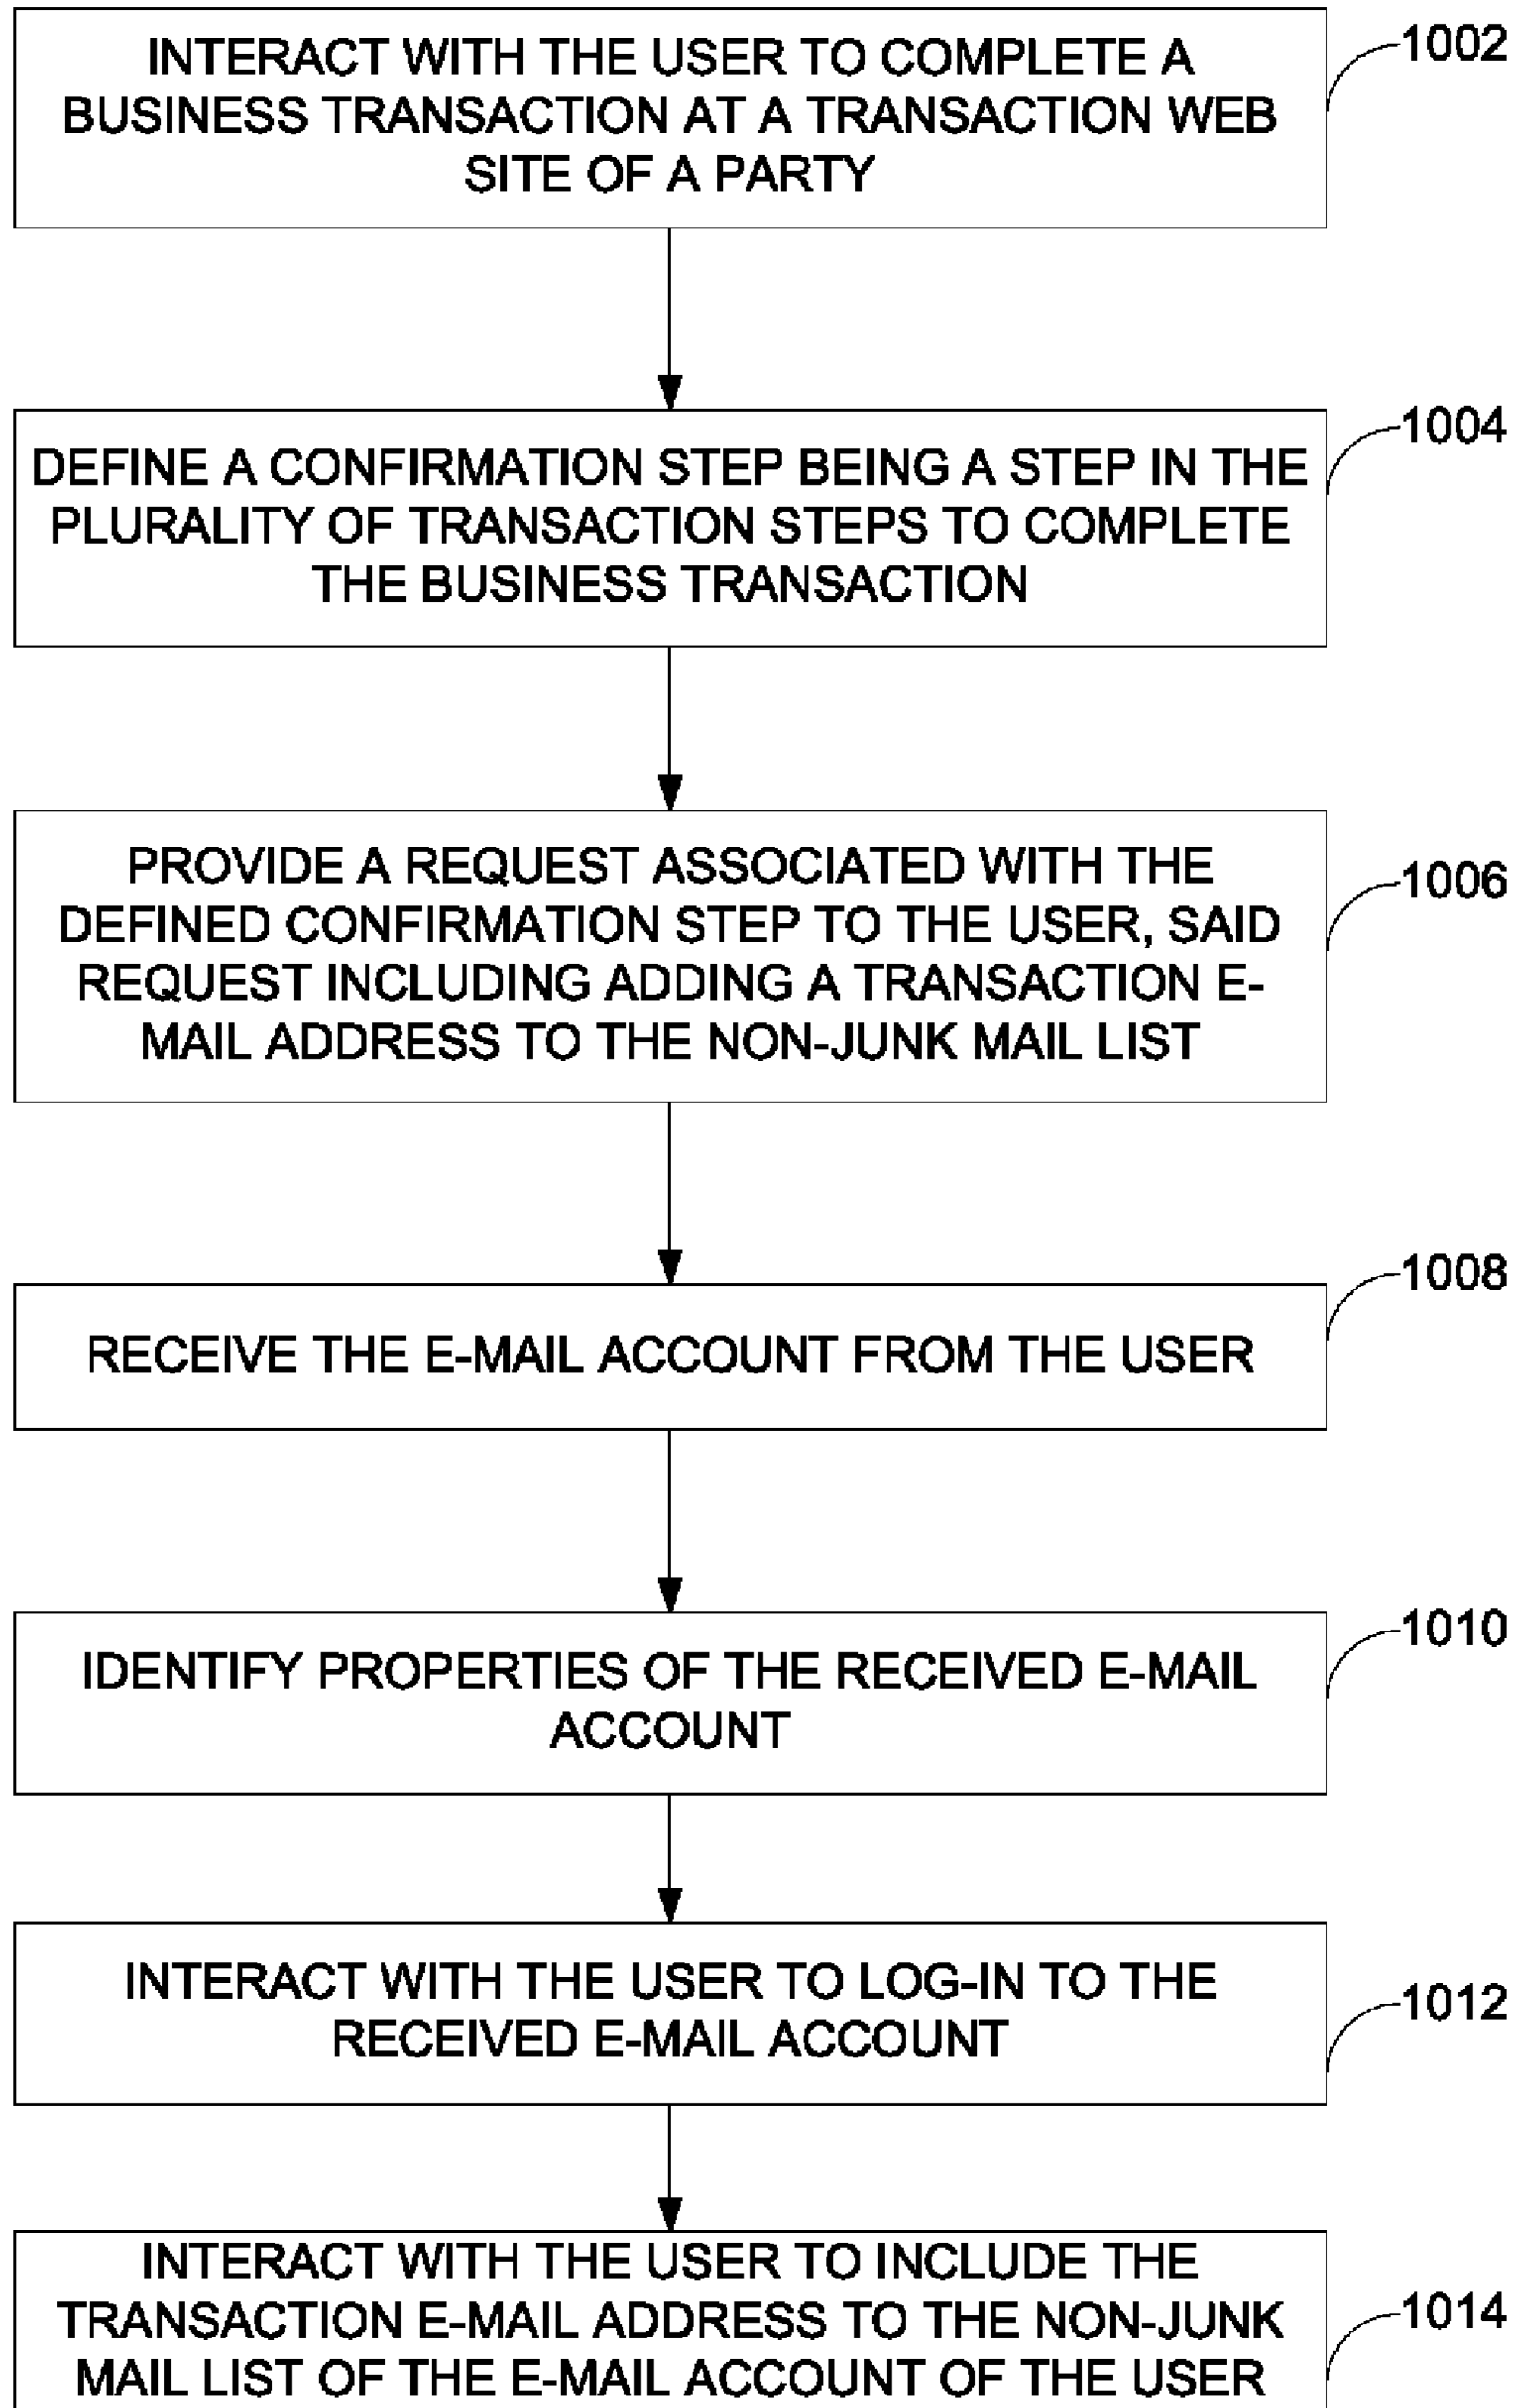 INTERACT WITH THE USER TO COMPLETE A
BUSINESS TRANSACTION AT A TRANSACTION WEB
SITE OF A PARTY
1002
DEFINE A CONFIRMATION STEP BEING A STEP IN THE
PLURALITY OF TRANSACTION STEPS TO COMPLETE
THE BUSINESS TRANSACTION
1004
PROVIDE A REQUEST ASSOCIATED WITH THE
DEFINED CONFIRMATION STEP TO THE USER, SAID
REQUEST INCLUDING ADDING A TRANSACTION E-
MAIL ADDRESS TO THE NON-JUNK MAIL LIST
1006
RECEIVE THE E-MAIL ACCOUNT FROM THE USER
1008
IDENTIFY PROPERTIES OF THE RECEIVED E-MAIL
ACCOUNT
1010
INTERACT WITH THE USER TO LOG-IN TO THE
RECEIVED E-MAIL ACCOUNT
1012
INTERACT WITH THE USER TO INCLUDE THE
TRANSACTION E-MAIL ADDRESS TO THE NON-JUNK
MAIL LIST OF THE E-MAIL ACCOUNT OF THE USER
1014